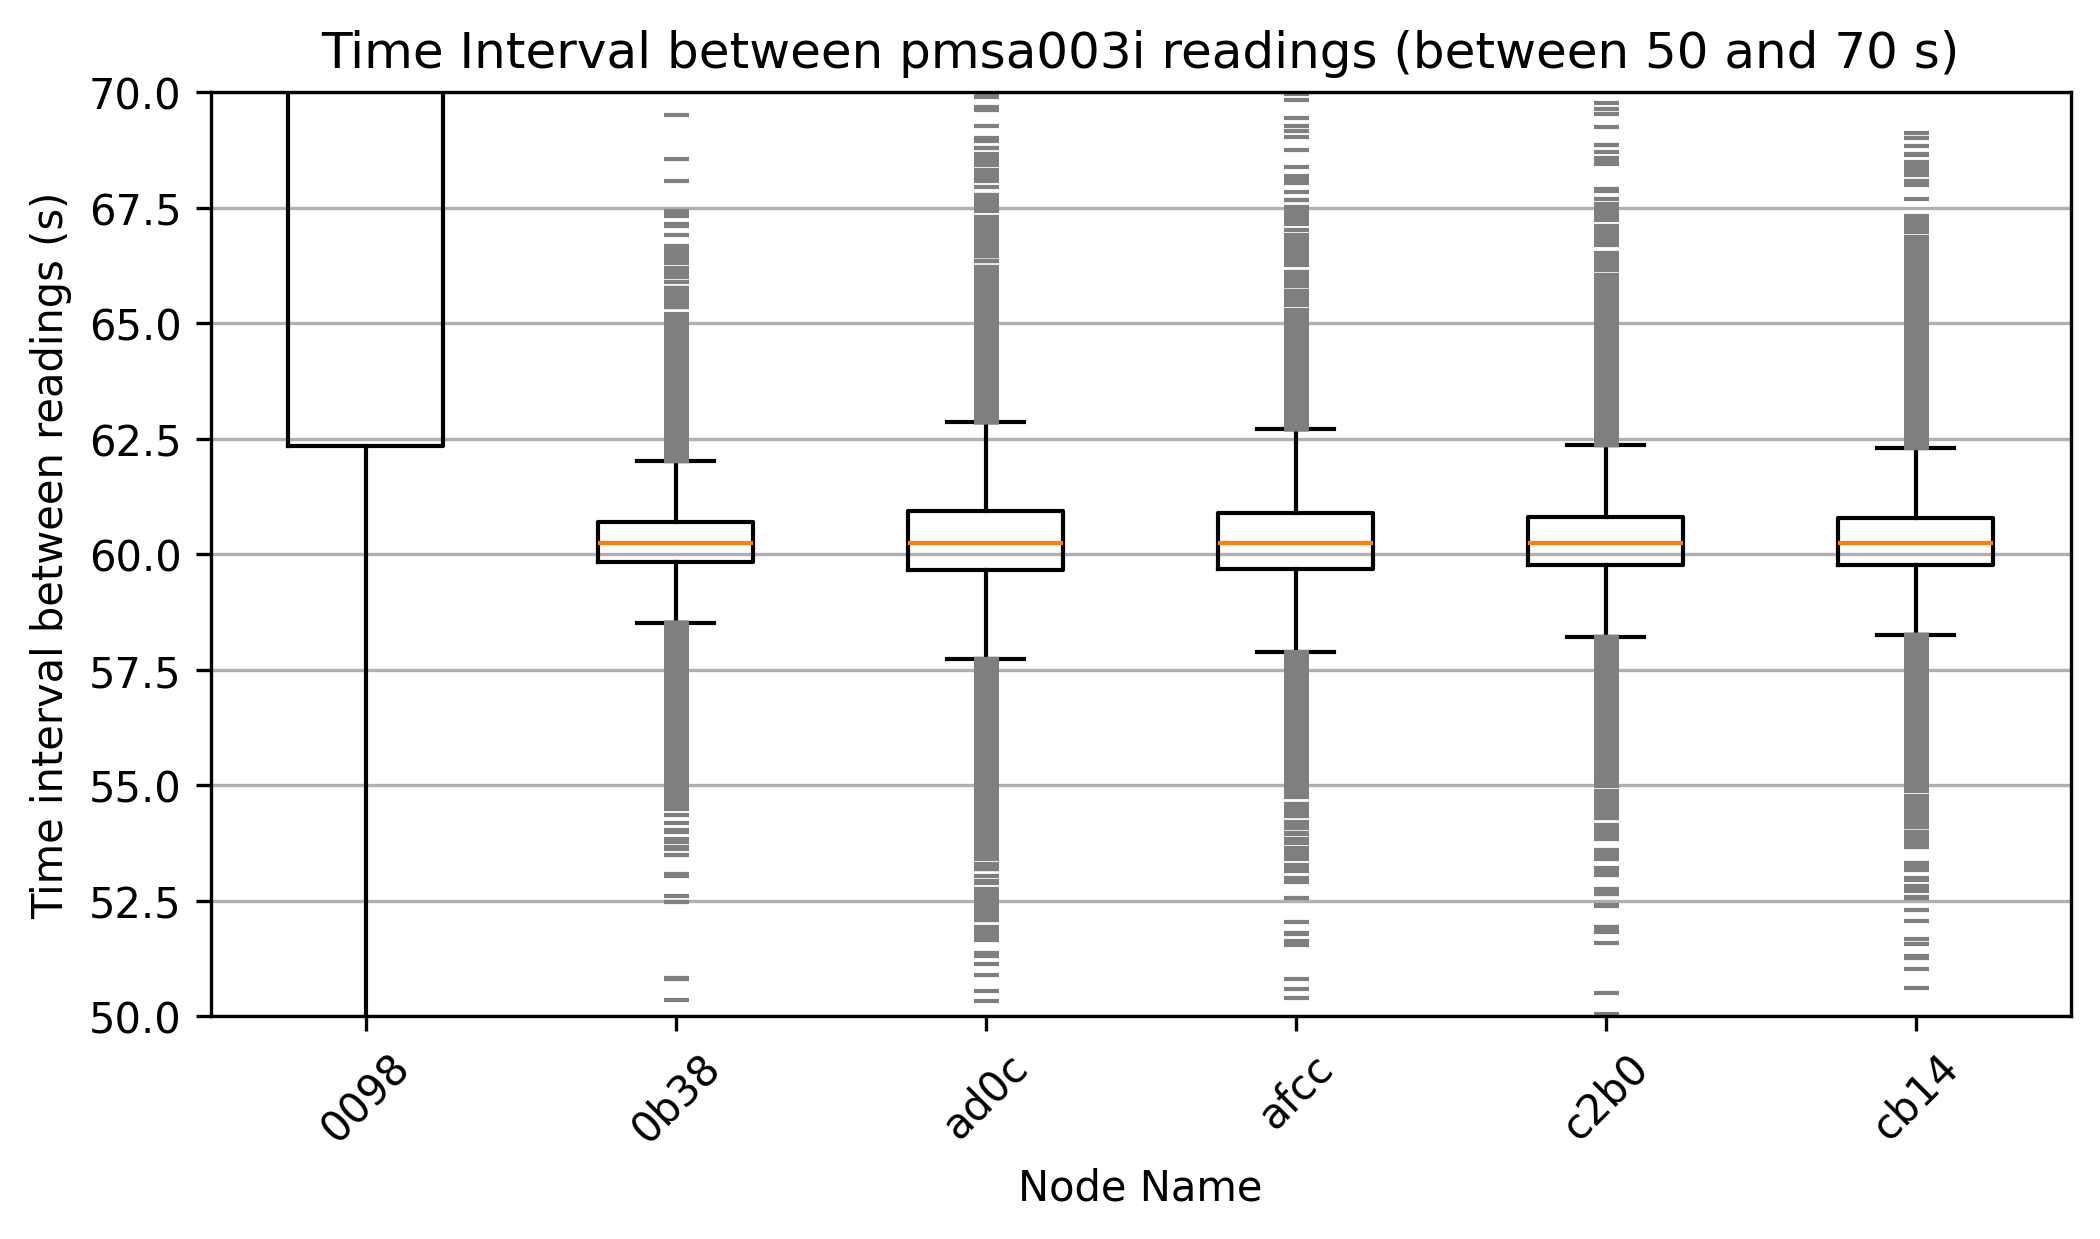 Time Interval between pmsa003i readings (between 50 and 70 s)
Time interval between readings (s)
70.0
67.5
65.0
62.5
60.0
57.5
55.0
52.5
50.0
0098
0b38
ad0c
afcc
c2b0
cb14
Node Name